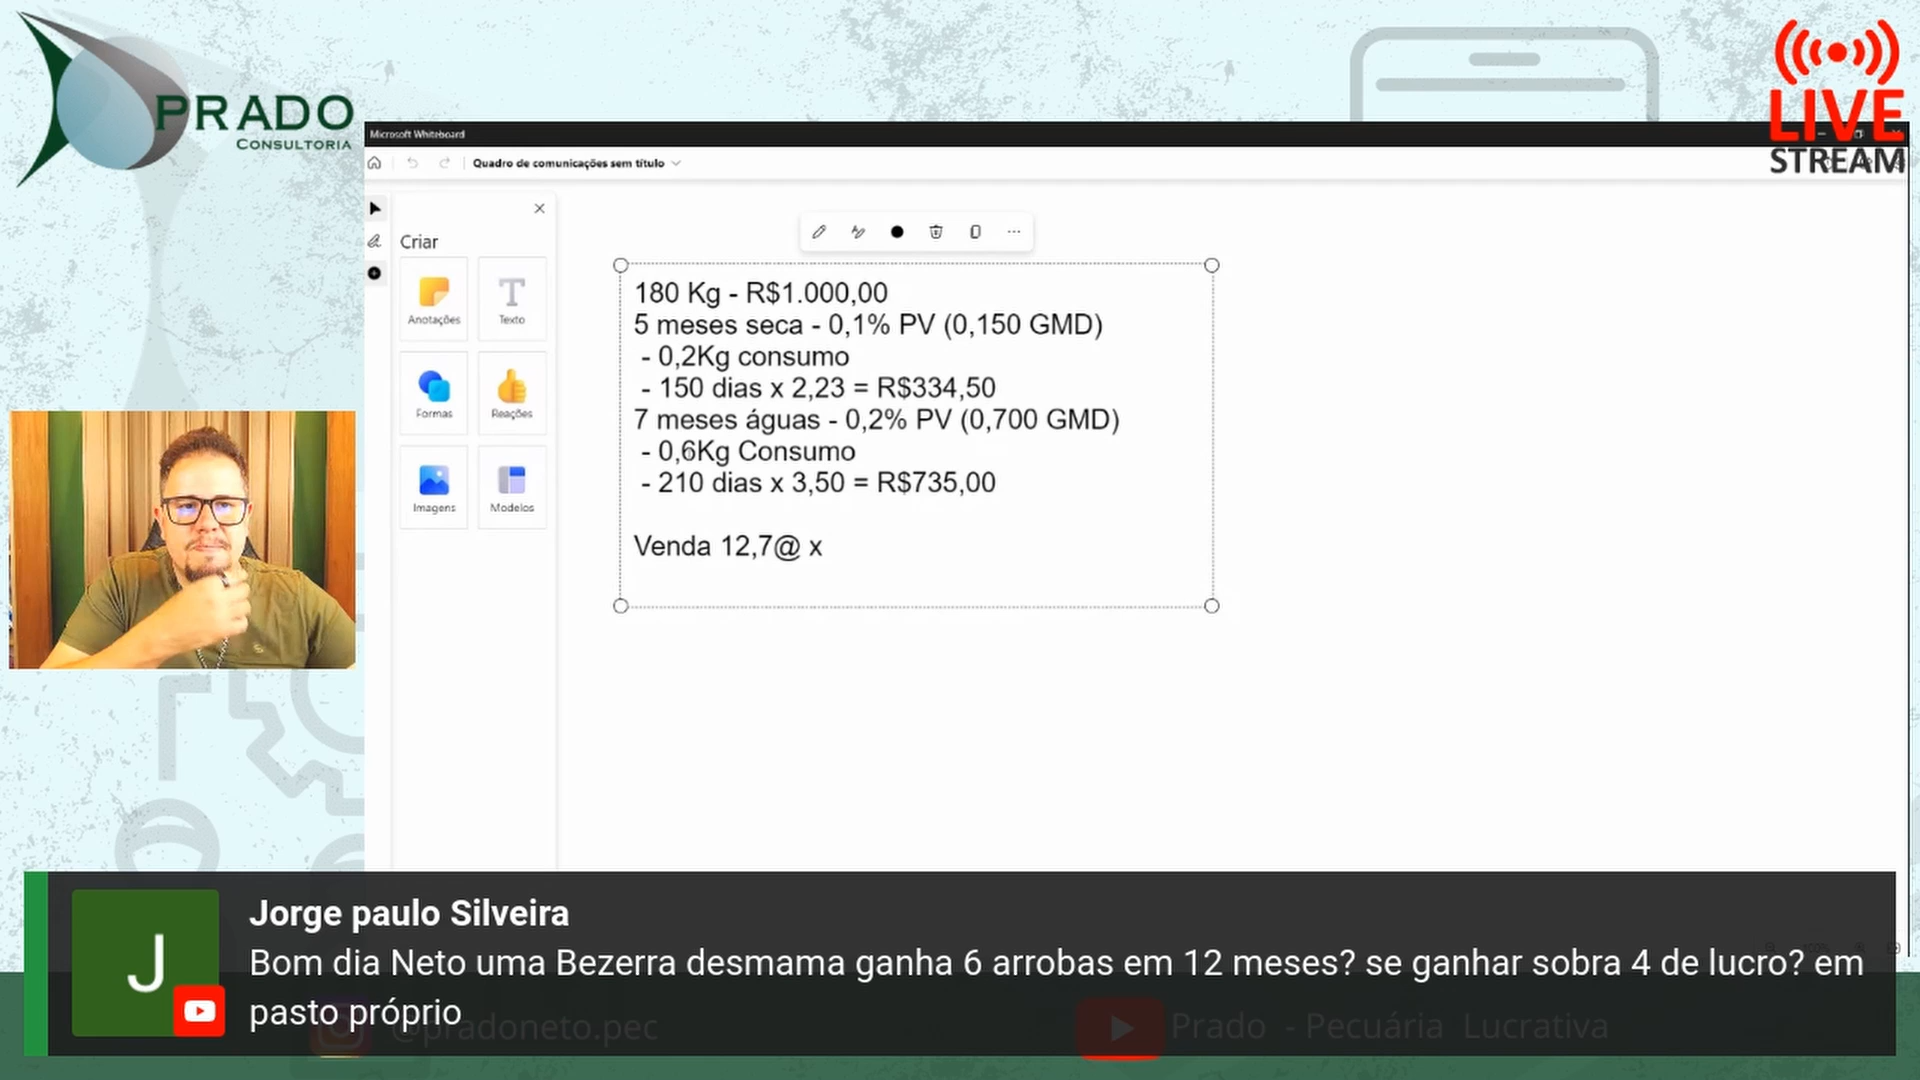 PRADO
CONSULTORIA
LIVE
STREAM
Microsoft Whiteboard
Quadro de comunicações sem título
Criar
Anotações
Texto
Formas
Reações
Imagens
Modelos
180 Kg - R$1.000,00
5 meses seca - 0,1% PV (0,150 GMD)
- 0,2Kg consumo
- 150 dias x 2,23 = R$334,50
7 meses águas - 0,2% PV (0,700 GMD)
- 0,6Kg Consumo
- 210 dias x 3,50 = R$735,00
Venda 12,7@ x
J
Jorge paulo Silveira
Bom dia Neto uma Bezerra desmama ganha 6 arrobas em 12 meses? se ganhar sobra 4 de lucro? em
pasto próprio
@pradoneto.pec
Prado - Pecuária Lucrativa